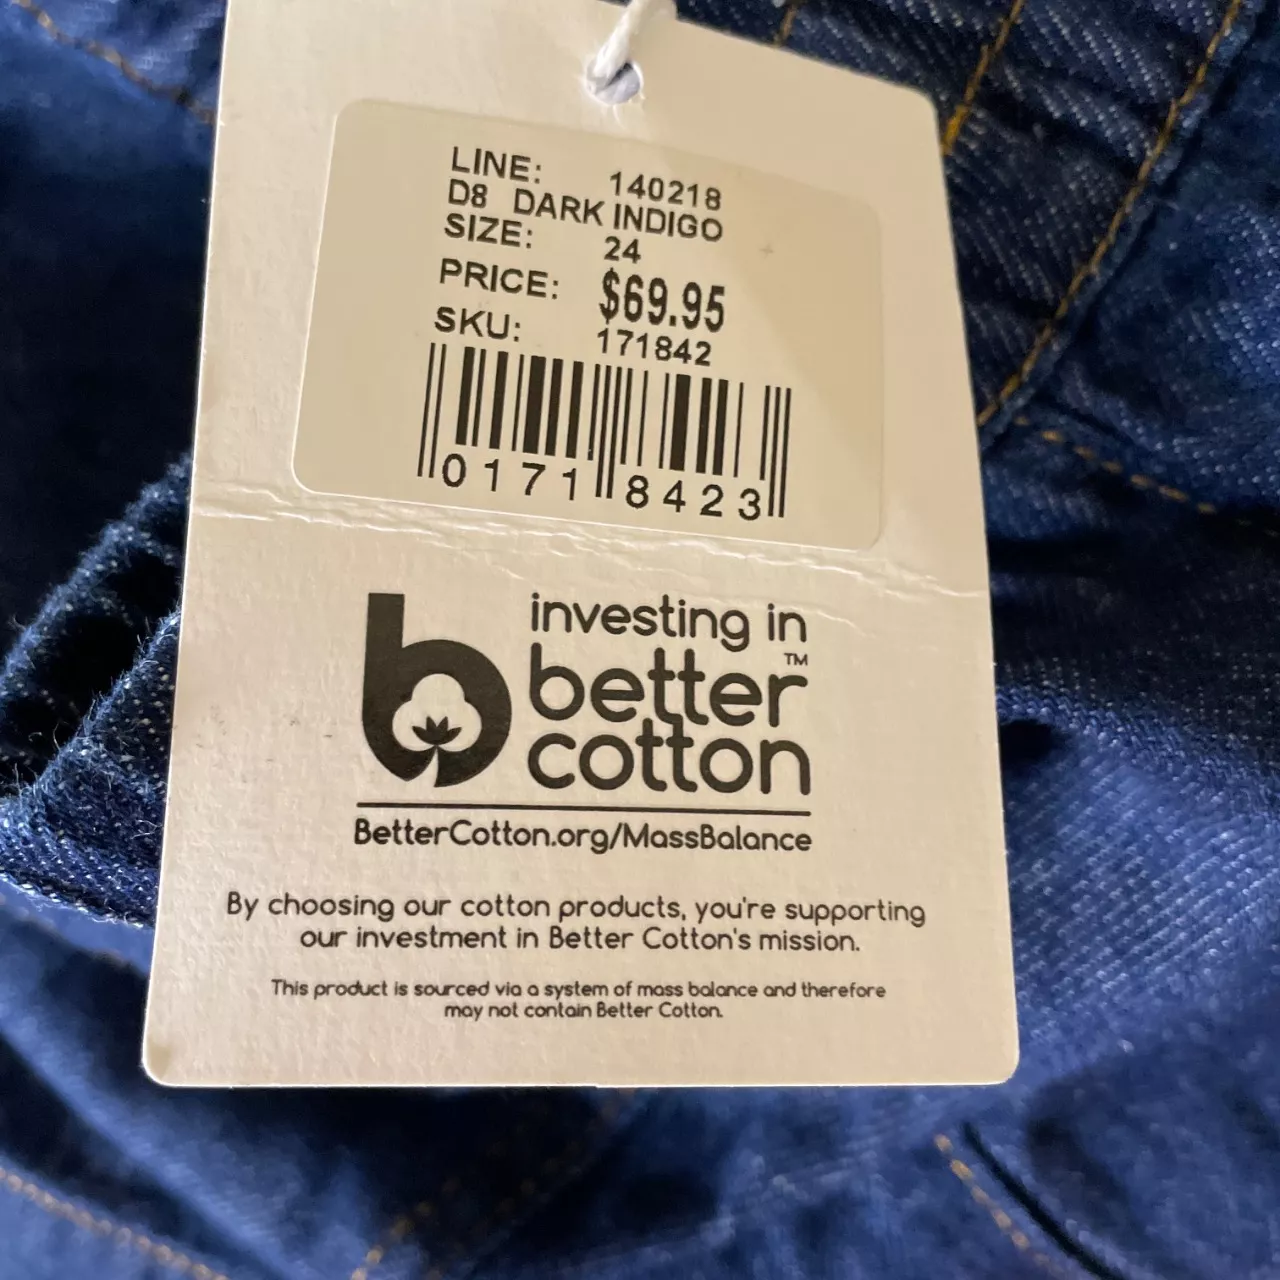 LINE: 140218
D8 DARK INDIGO
SIZE: 24
PRICE: $69.95
SKU: 171842
0171 8423
investing in
better™
cotton
BetterCotton.org/MassBalance
By choosing our cotton products, you're supporting
our investment in Better Cotton's mission.
This product is sourced via a system of mass balance and therefore
may not contain Better Cotton.